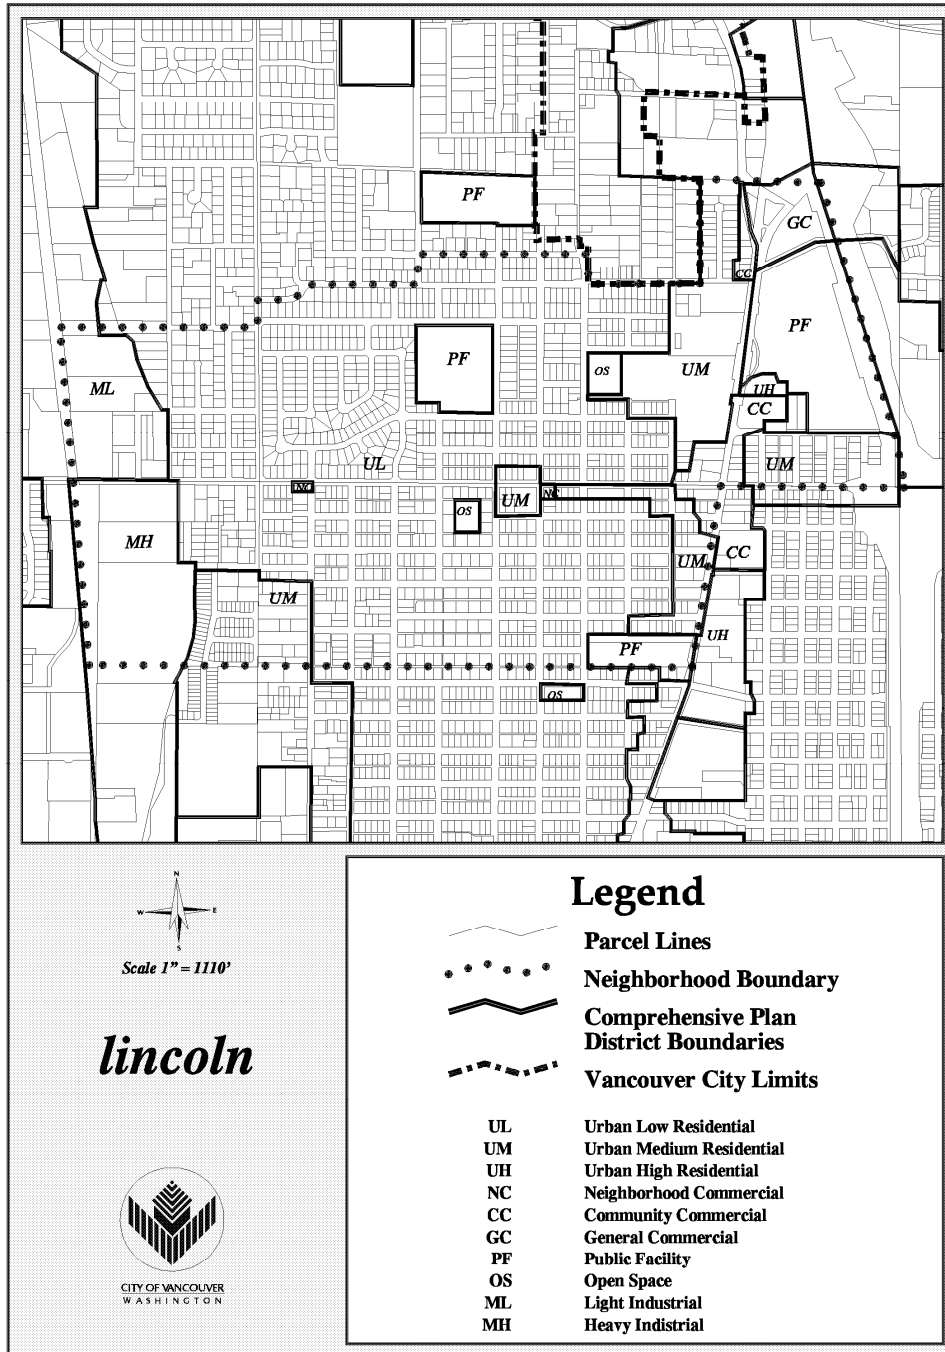 PF
GC
CC
PF
PF
OS
UM
ML
UH
CC
UL
UM
NC
UM
NC
OS
MH
CC
UM
UM
UH
PF
OS
N
W E
S
Scale 1" = 1110'
lincoln
CITY OF VANCOUVER
WASHINGTON
Legend
Parcel Lines
Neighborhood Boundary
Comprehensive Plan
District Boundaries
Vancouver City Limits
UL Urban Low Residential
UM Urban Medium Residential
UH Urban High Residential
NC Neighborhood Commercial
CC Community Commercial
GC General Commercial
PF Public Facility
OS Open Space
ML Light Industrial
MH Heavy Indistrial